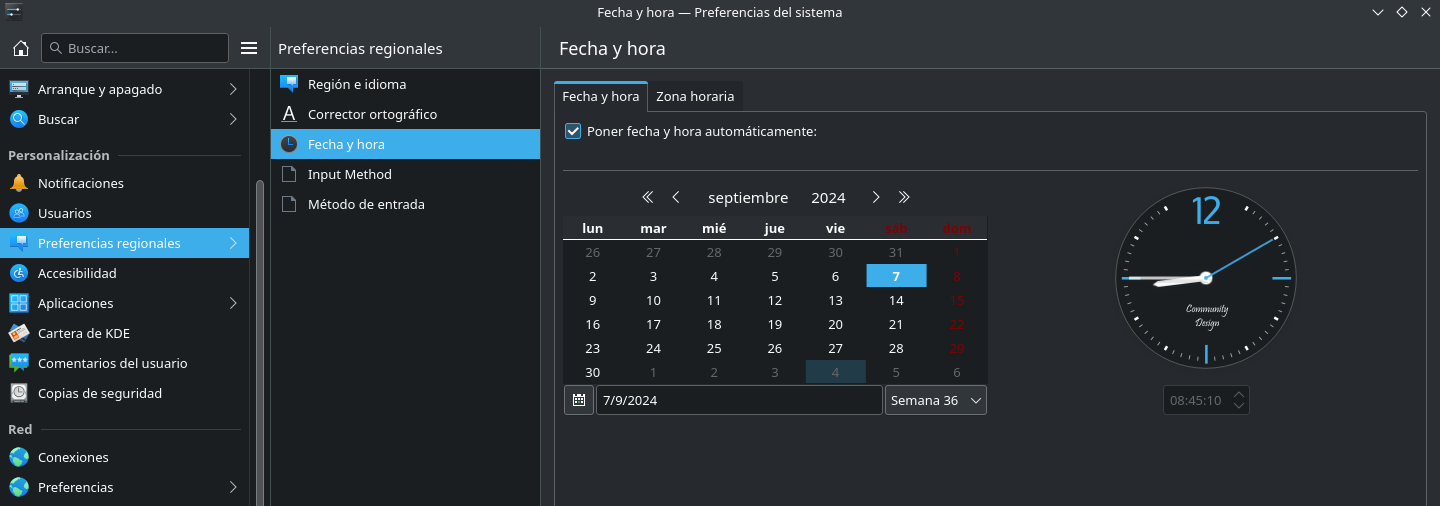 Fecha y hora — Preferencias del sistema
Buscar...
Preferencias regionales
Fecha y hora
Arranque y apagado
Buscar
Personalización
Notificaciones
Usuarios
Preferencias regionales
Accesibilidad
Aplicaciones
Cartera de KDE
Comentarios del usuario
Copias de seguridad
Red
Conexiones
Preferencias
Región e idioma
A Corrector ortográfico
Fecha y hora
Input Method
Método de entrada
Fecha y hora Zona horaria
Poner fecha y hora automáticamente:
septiembre 2024
lun mar mié jue vie sáb dom
26 27 28 29 30 31 1
2 3 4 5 6 7 8
9 10 11 12 13 14 15
16 17 18 19 20 21 22
23 24 25 26 27 28 29
30 1 2 3 4 5 6
7/9/2024 Semana 36
12
Community
Design
08:45:10